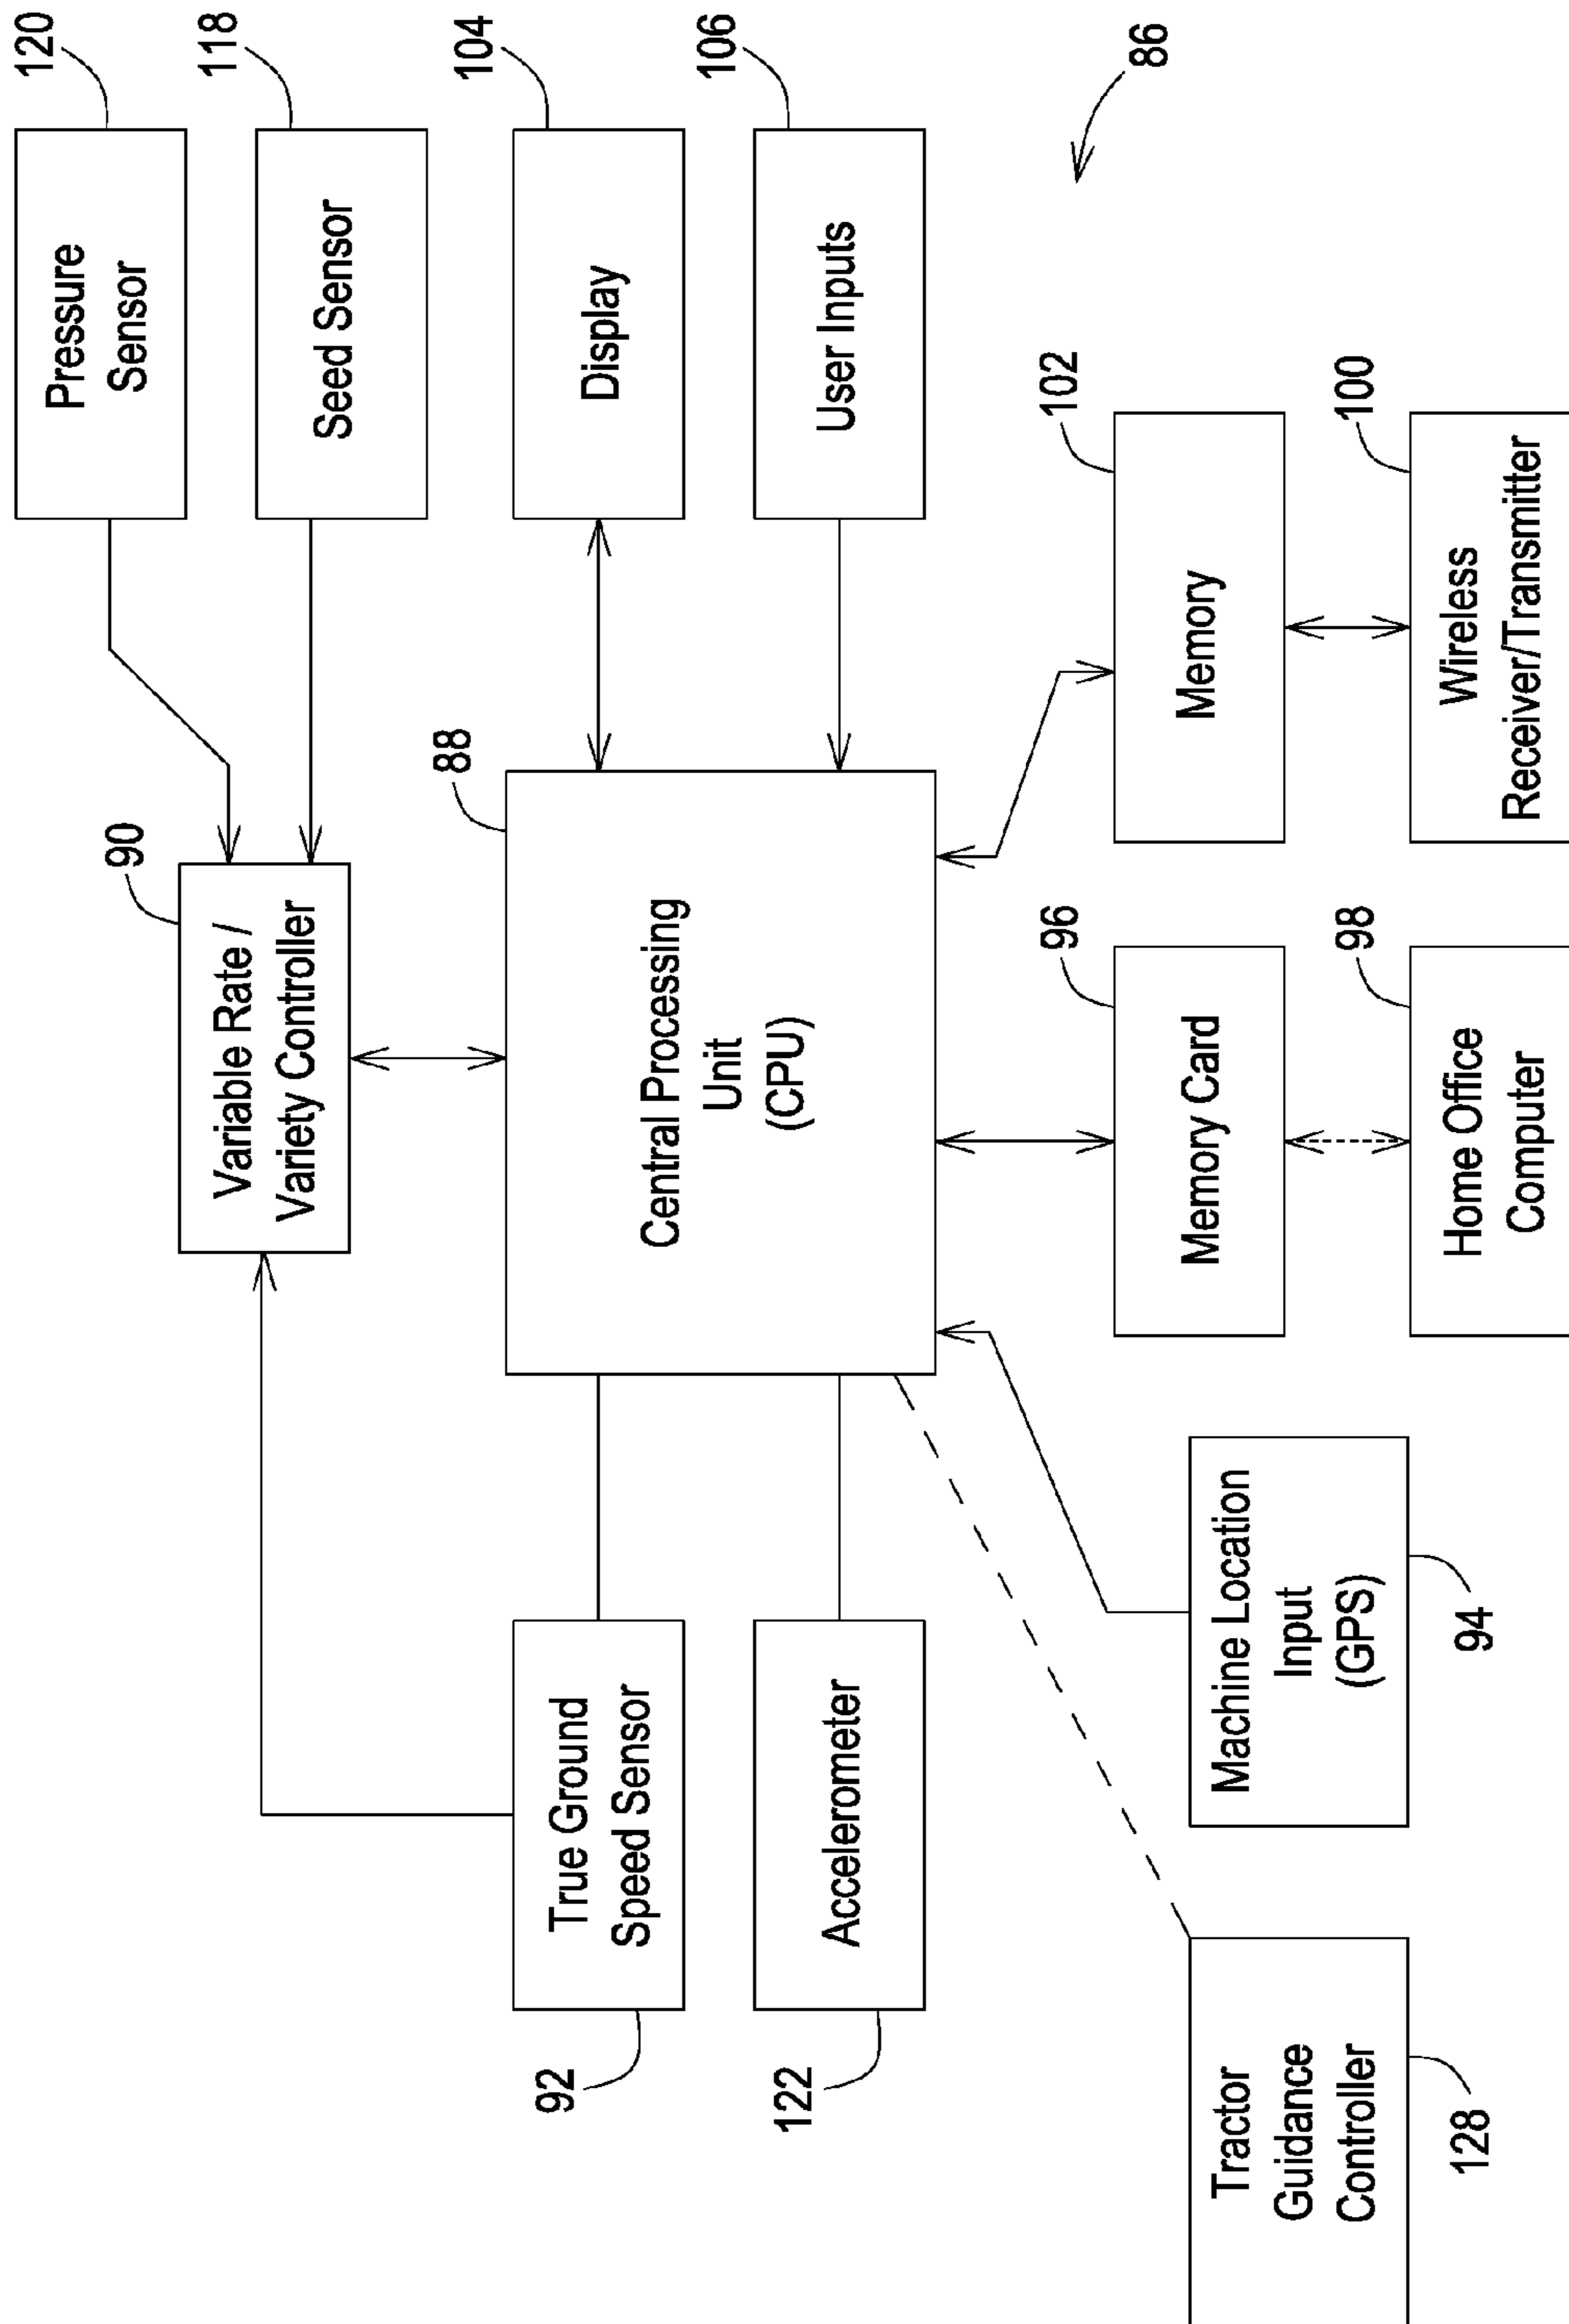 120
Pressure
Sensor
118
Seed Sensor
104
Display
106
User Inputs
86
90
Variable Rate /
Variety Controller
88
Central Processing
Unit
(CPU)
102
Memory
100
Wireless
Receiver/Transmitter
96
Memory Card
98
Home Office
Computer
True Ground
Speed Sensor
92
Accelerometer
122
Machine Location
Input
(GPS)
94
Tractor
Guidance
Controller
128